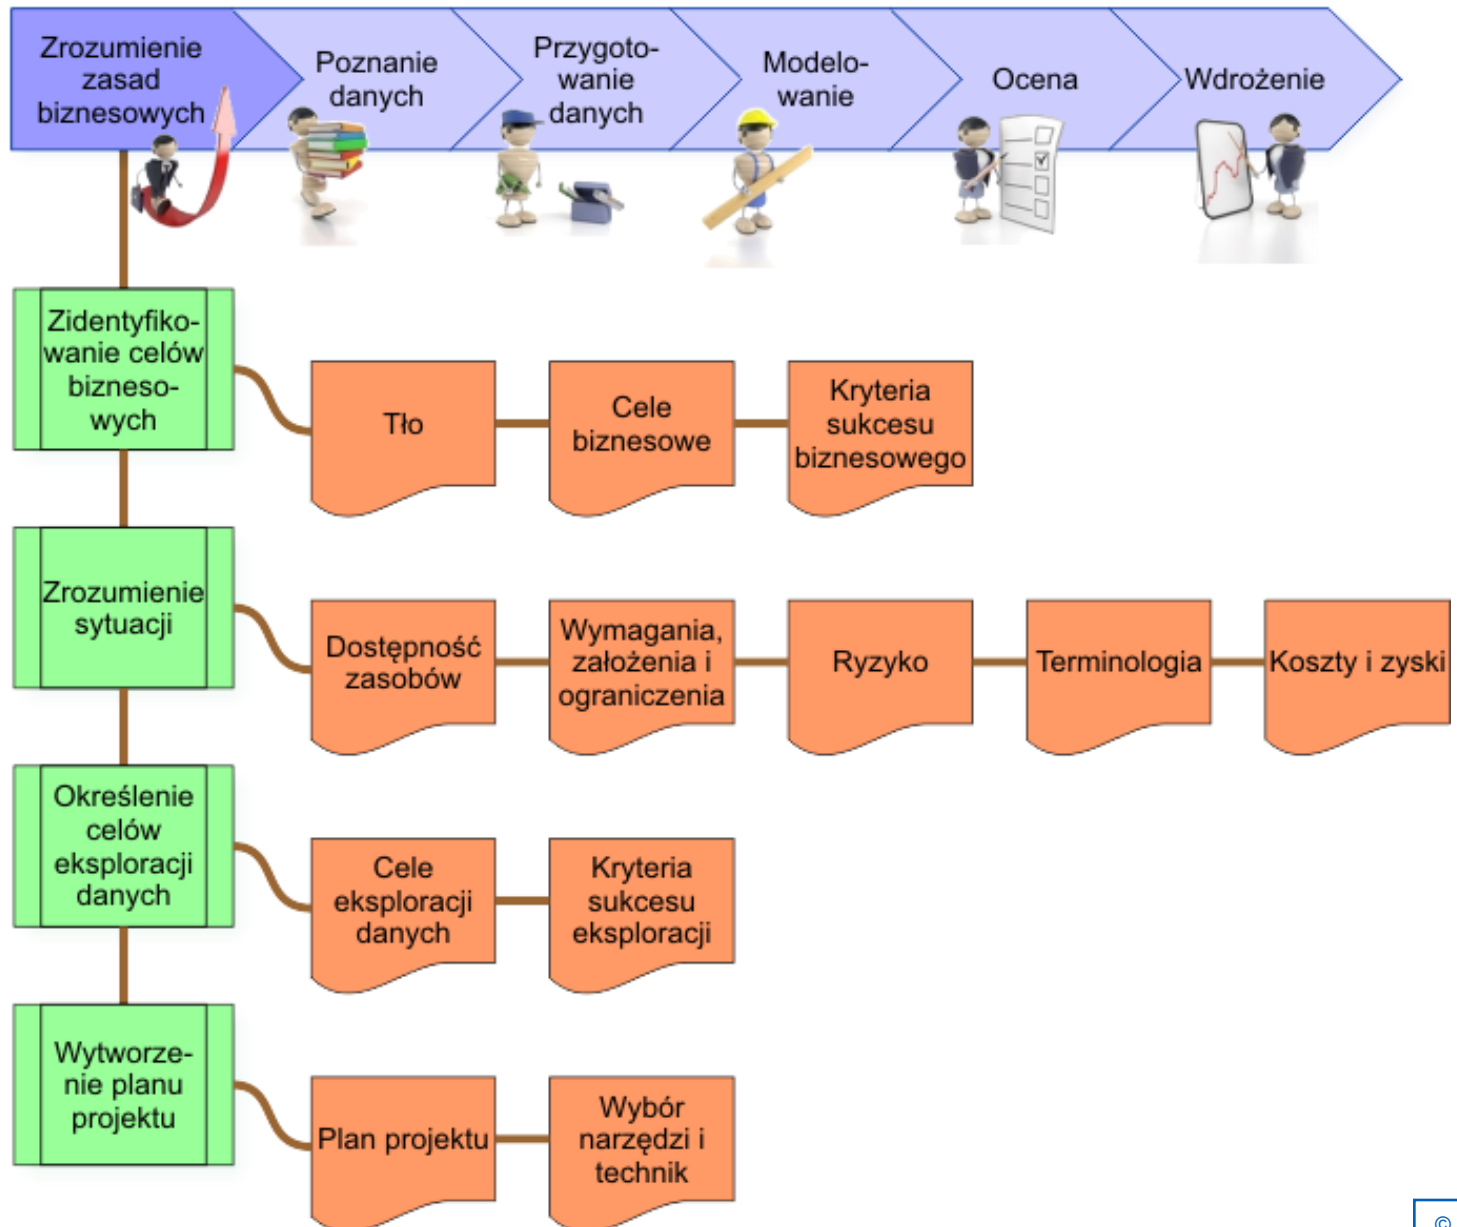 Zrozumienie
zasad
biznesowych
Poznanie
danych
Przygoto-
wanie
danych
Modelo-
wanie
Ocena
Wdrożenie
Zidentyfiko-
wanie celów
bizneso-
wych
Tło
Cele
biznesowe
Kryteria
sukcesu
biznesowego
Zrozumienie
sytuacji
Dostępność
zasobów
Wymagania,
założenia i
ograniczenia
Ryzyko
Terminologia
Koszty i zyski
Określenie
celów
eksploracji
danych
Cele
eksploracji
danych
Kryteria
sukcesu
eksploracji
Wytworze-
nie planu
projektu
Plan projektu
Wybór
narzędzi i
technik
©